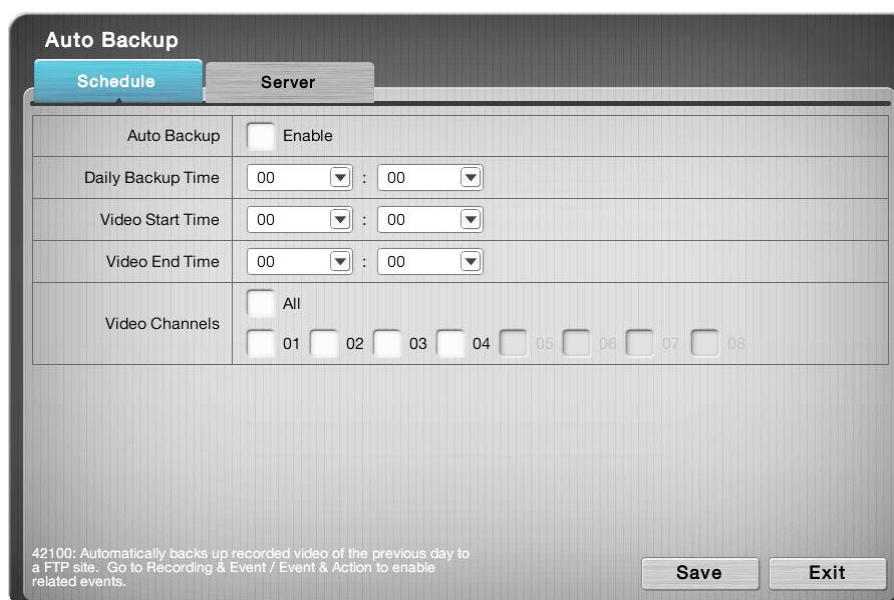 Auto Backup
Schedule Server
Auto Backup Enable
Daily Backup Time 00 : 00
Video Start Time 00 : 00
Video End Time 00 : 00
Video Channels All
01 02 03 04 05 06 07 08
42100: Automatically backs up recorded video of the previous day to
a FTP site. Go to Recording & Event / Event & Action to enable
related events.
Save Exit